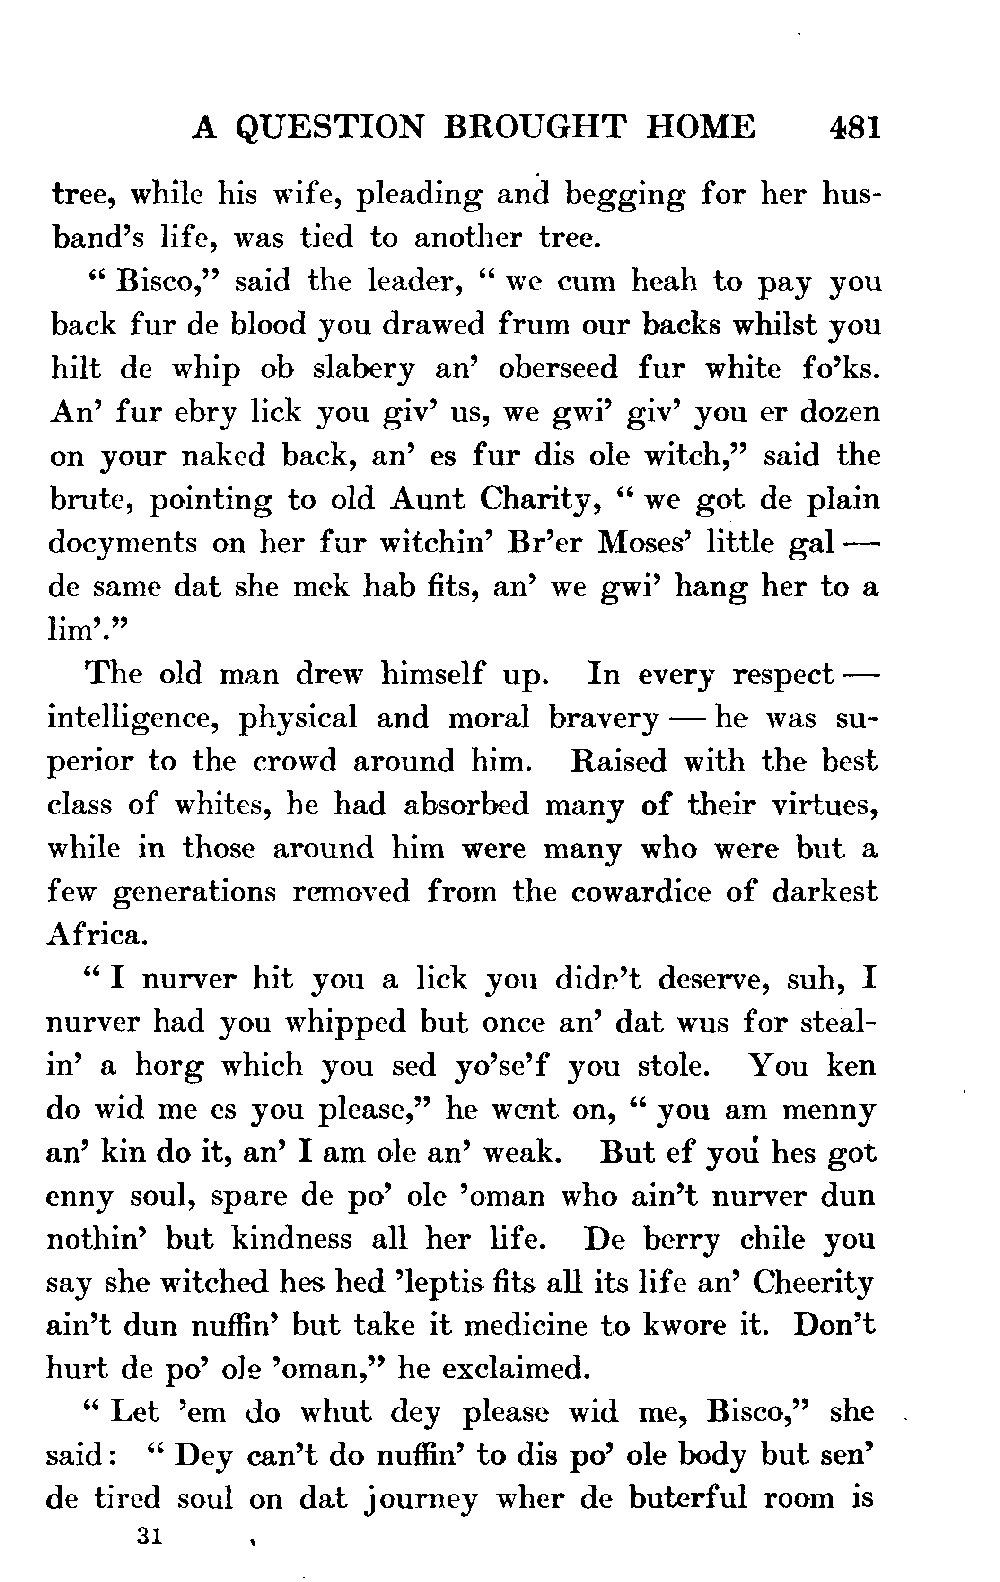 A QUESTION BROUGHT HOME 481
tree, while his wife, pleading and begging for her hus-
band's life, was tied to another tree.
“ Bisco,” said the leader, “ we cum heah to pay you
back fur de blood you drawed frum our backs whilst you
hilt de whip ob slabery an’ oberseed fur white fo’ks.
An’ fur ebry lick you giv’ us, we gwi’ giv’ you er dozen
on your naked back, an’ es fur dis ole witch,” said the
brute, pointing to old Aunt Charity, “ we got de plain
docyments on her fur witchin’ Br’er Moses’ little gal —
de same dat she mek hab fits, an’ we gwi’ hang her to a
lim’.”
The old man drew himself up. In every respect —
intelligence, physical and moral bravery — he was su-
perior to the crowd around him. Raised with the best
class of whites, he had absorbed many of their virtues,
while in those around him were many who were but a
few generations removed from the cowardice of darkest
Africa.
“ I nurver hit you a lick you didn’t deserve, suh, I
nurver had you whipped but once an’ dat wus for steal-
in’ a horg which you sed yo’se’f you stole. You ken
do wid me es you please,” he went on, “ you am menny
an’ kin do it, an’ I am ole an’ weak. But ef you hes got
enny soul, spare de po’ ole ’oman who ain’t nurver dun
nothin’ but kindness all her life. De berry chile you
say she witched hes hed ’leptis fits all its life an’ Cheerity
ain’t dun nuffin’ but take it medicine to kwore it. Don’t
hurt de po’ ole ’oman,” he exclaimed.
“ Let ’em do whut dey please wid me, Bisco,” she
said: “ Dey can’t do nuffin’ to dis po’ ole body but sen’
de tired soul on dat journey wher de buterful room is
31